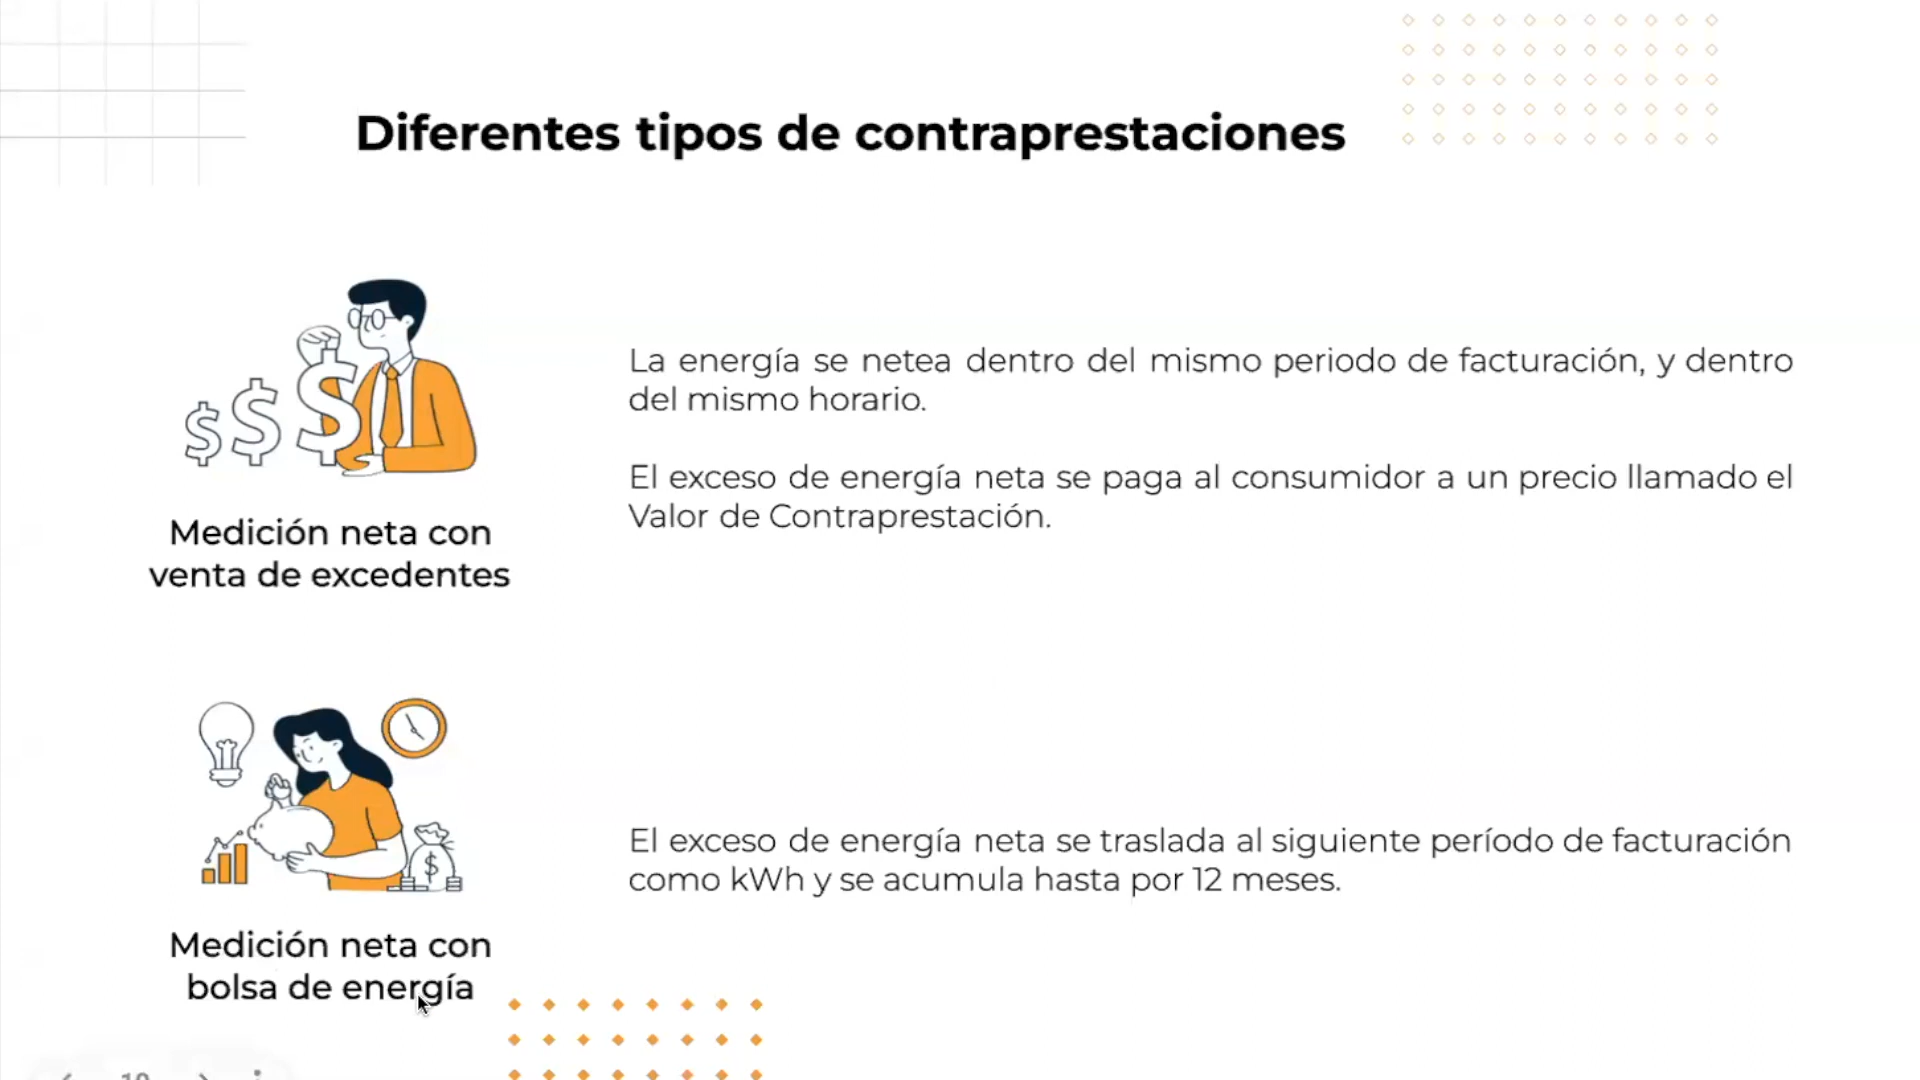 Diferentes tipos de contraprestaciones
$ $ $
Medición neta con
venta de excedentes
La energía se netea dentro del mismo periodo de facturación, y dentro
del mismo horario.
El exceso de energía neta se paga al consumidor a un precio llamado el
Valor de Contraprestación.
$
Medición neta con
bolsa de energía
El exceso de energía neta se traslada al siguiente período de facturación
como kWh y se acumula hasta por 12 meses.